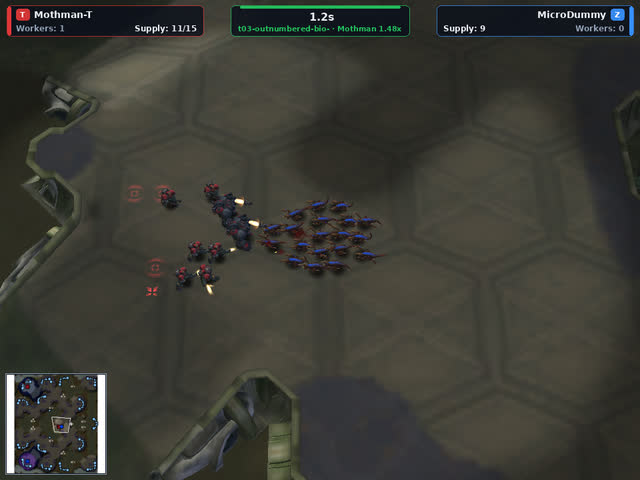 T Mothman-T
Workers: 1 Supply: 11/15
1.2s
t03-outnumbered-bio- · Mothman 1.48x
MicroDummy Z
Supply: 9 Workers: 0